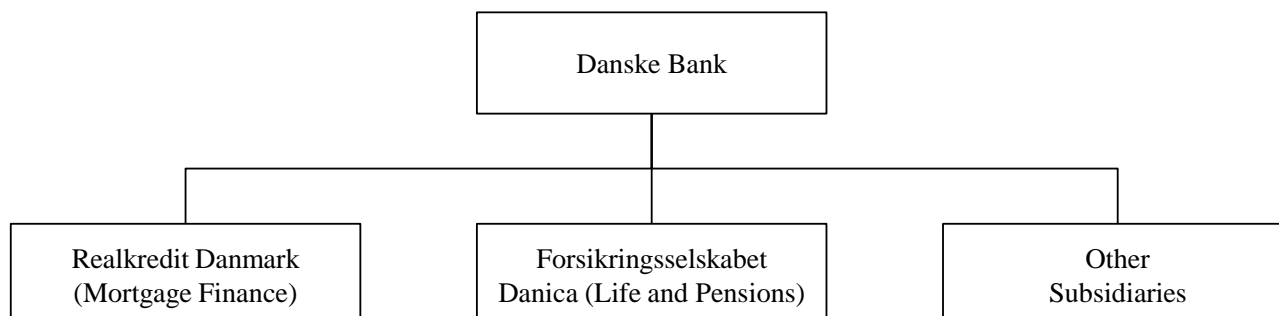 Danske Bank
Realkredit Danmark
(Mortgage Finance)
Forsikringsselskabet
Danica (Life and Pensions)
Other
Subsidiaries